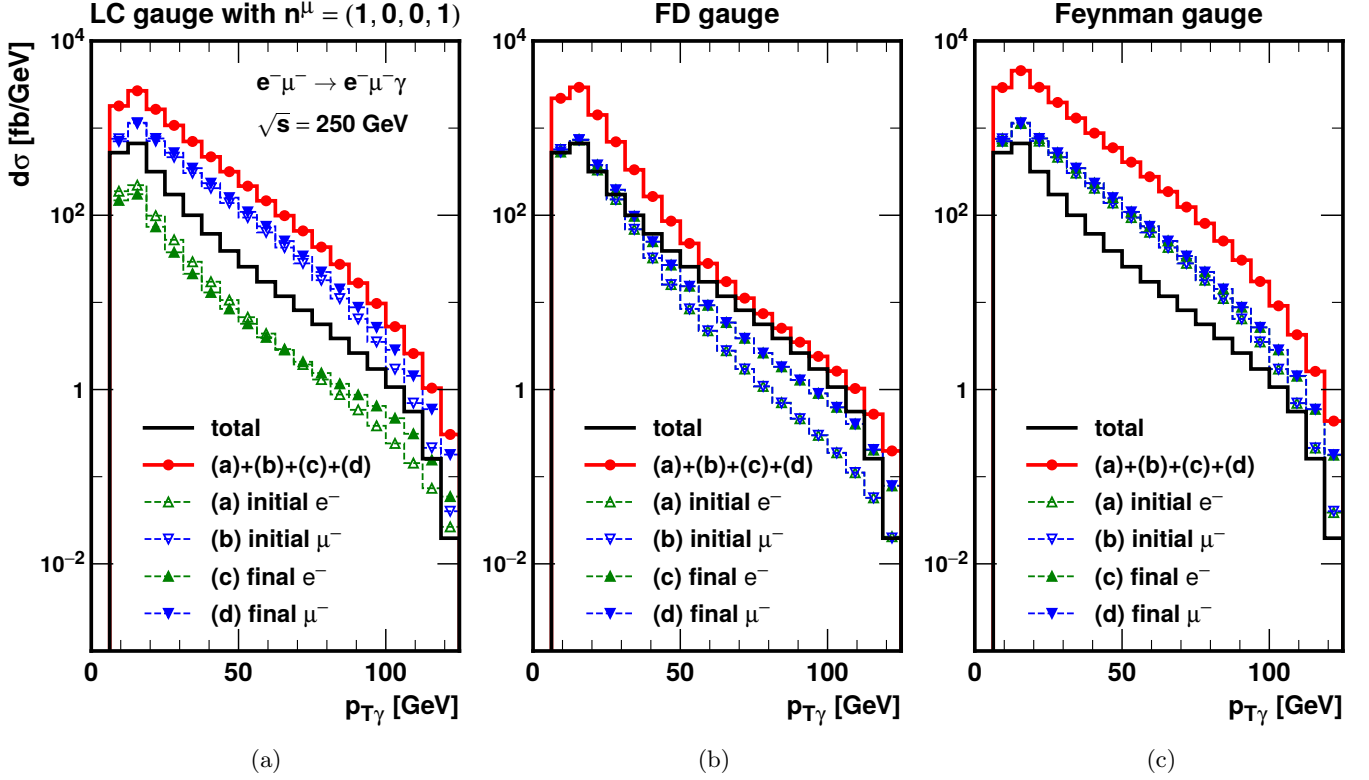 LC gauge with n^μ = (1, 0, 0, 1)
dσ [fb/GeV]
10^4
10^2
1
10^−2
e^− μ^− → e^− μ^− γ
√s = 250 GeV
total
(a)+(b)+(c)+(d)
(a) initial e^−
(b) initial μ^−
(c) final e^−
(d) final μ^−
0 50 100
p_Tγ [GeV]
(a)
FD gauge
10^4
10^2
1
10^−2
total
(a)+(b)+(c)+(d)
(a) initial e^−
(b) initial μ^−
(c) final e^−
(d) final μ^−
0 50 100
p_Tγ [GeV]
(b)
Feynman gauge
10^4
10^2
1
10^−2
total
(a)+(b)+(c)+(d)
(a) initial e^−
(b) initial μ^−
(c) final e^−
(d) final μ^−
0 50 100
p_Tγ [GeV]
(c)